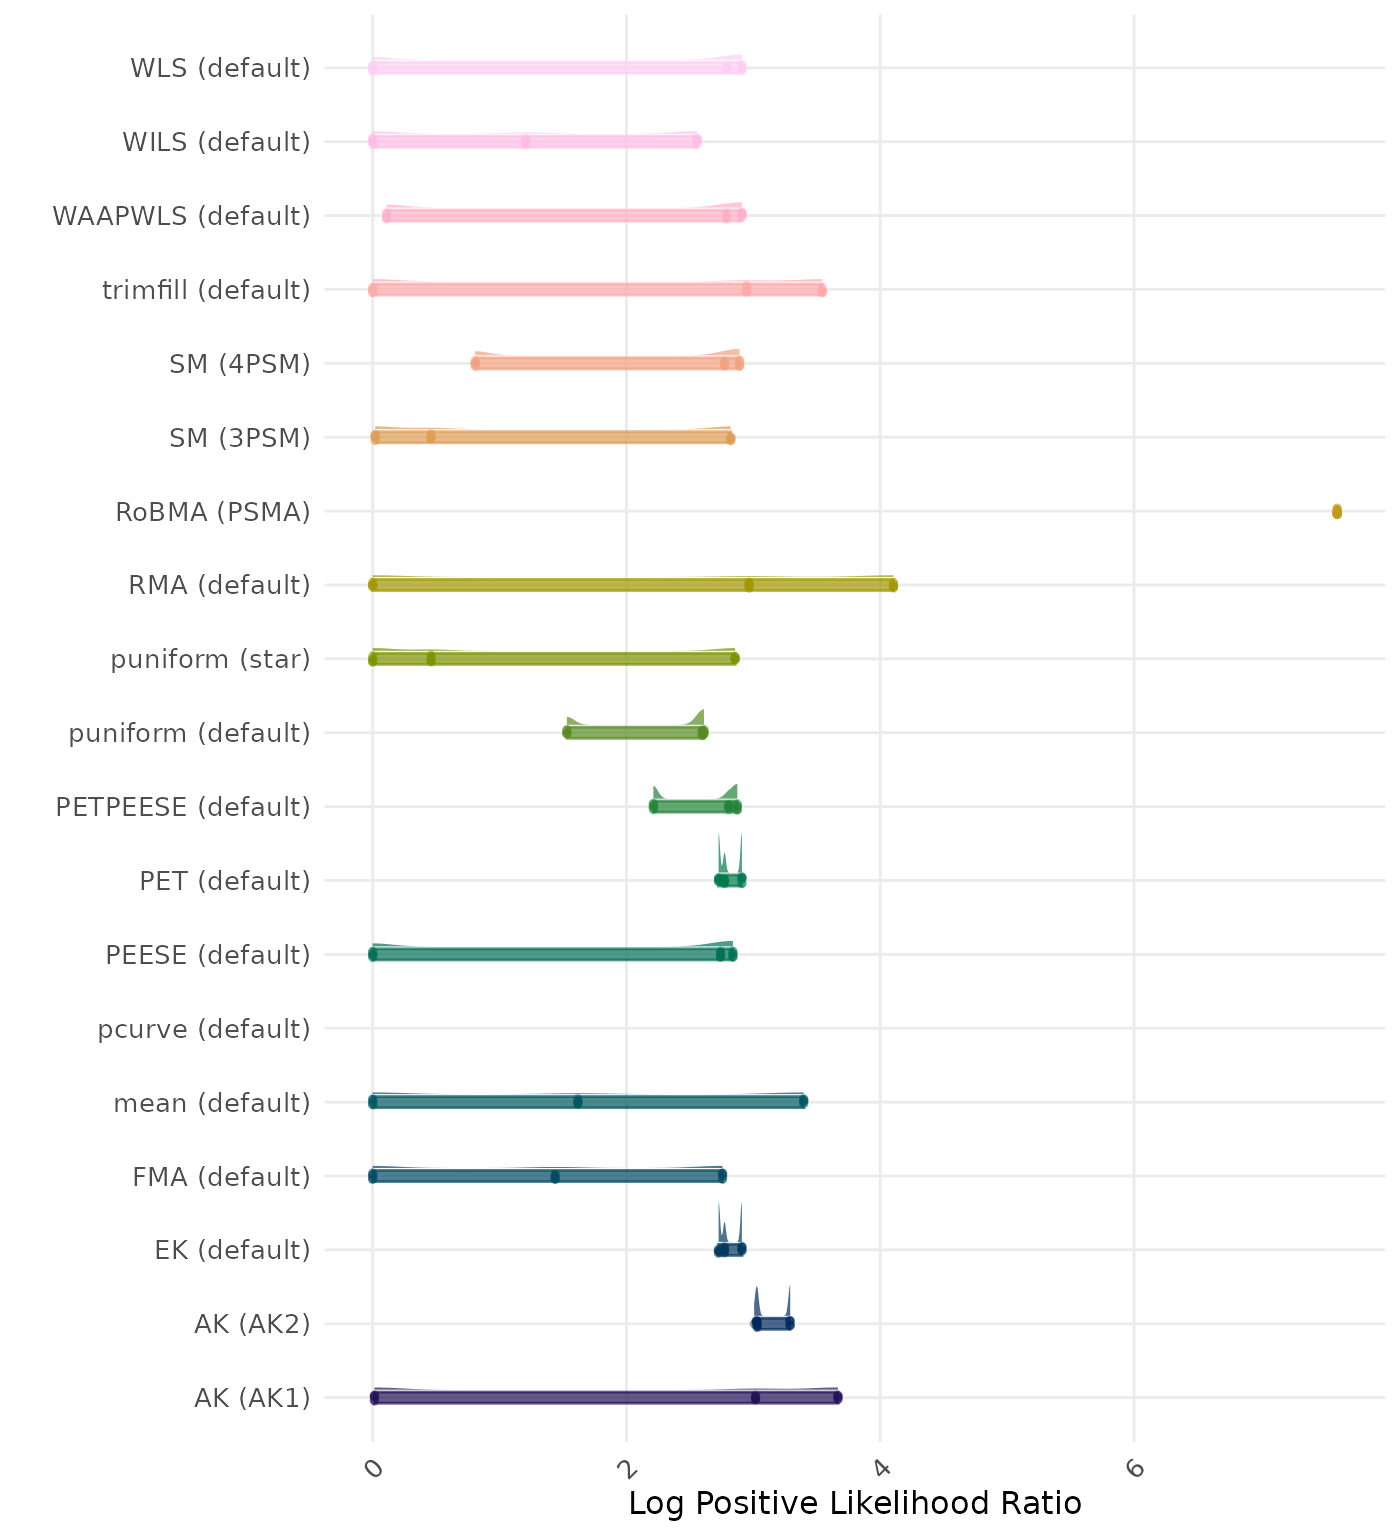 WLS (default)
WILS (default)
WAAPWLS (default)
trimfill (default)
SM (4PSM)
SM (3PSM)
RoBMA (PSMA)
RMA (default)
puniform (star)
puniform (default)
PETPEESE (default)
PET (default)
PEESE (default)
pcurve (default)
mean (default)
FMA (default)
EK (default)
AK (AK2)
AK (AK1)
0 2 4 6
Log Positive Likelihood Ratio